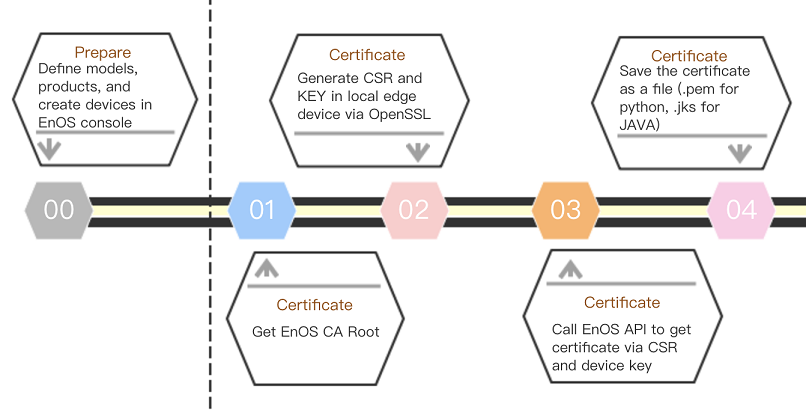 Prepare
Define models,
products, and
create devices in
EnOS console
Certificate
Generate CSR and
KEY in local edge
device via OpenSSL
Certificate
Save the certificate
as a file (.pem for
python, .jks for
JAVA)
00
01
02
03
04
Certificate
Get EnOS CA Root
Certificate
Call EnOS API to get
certificate via CSR
and device key